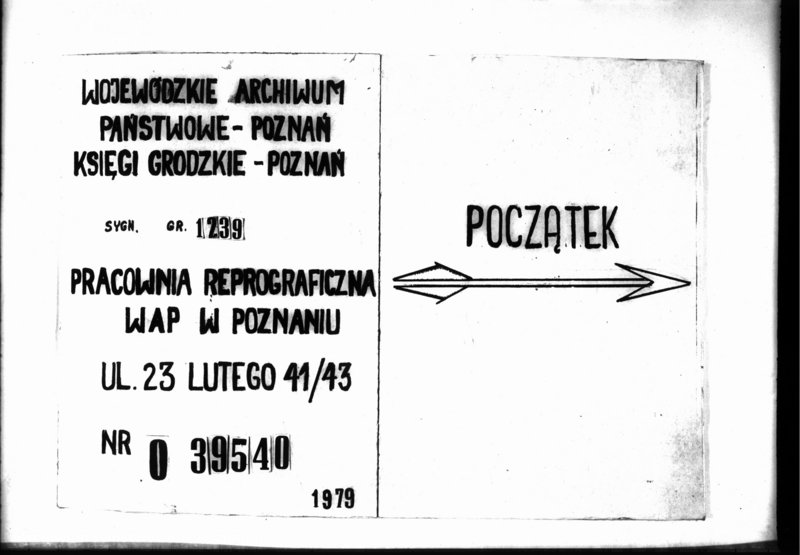 WOJEWÓDZKIE ARCHIWUM
PAŃSTWOWE - POZNAŃ
KSIĘGI GRODZKIE - POZNAŃ
SYGN. GR. 1239
PRACOWNIA REPROGRAFICZNA
WAP W POZNANIU
UL. 23 LUTEGO 41/43
NR 0 39540
1979
POCZĄTEK